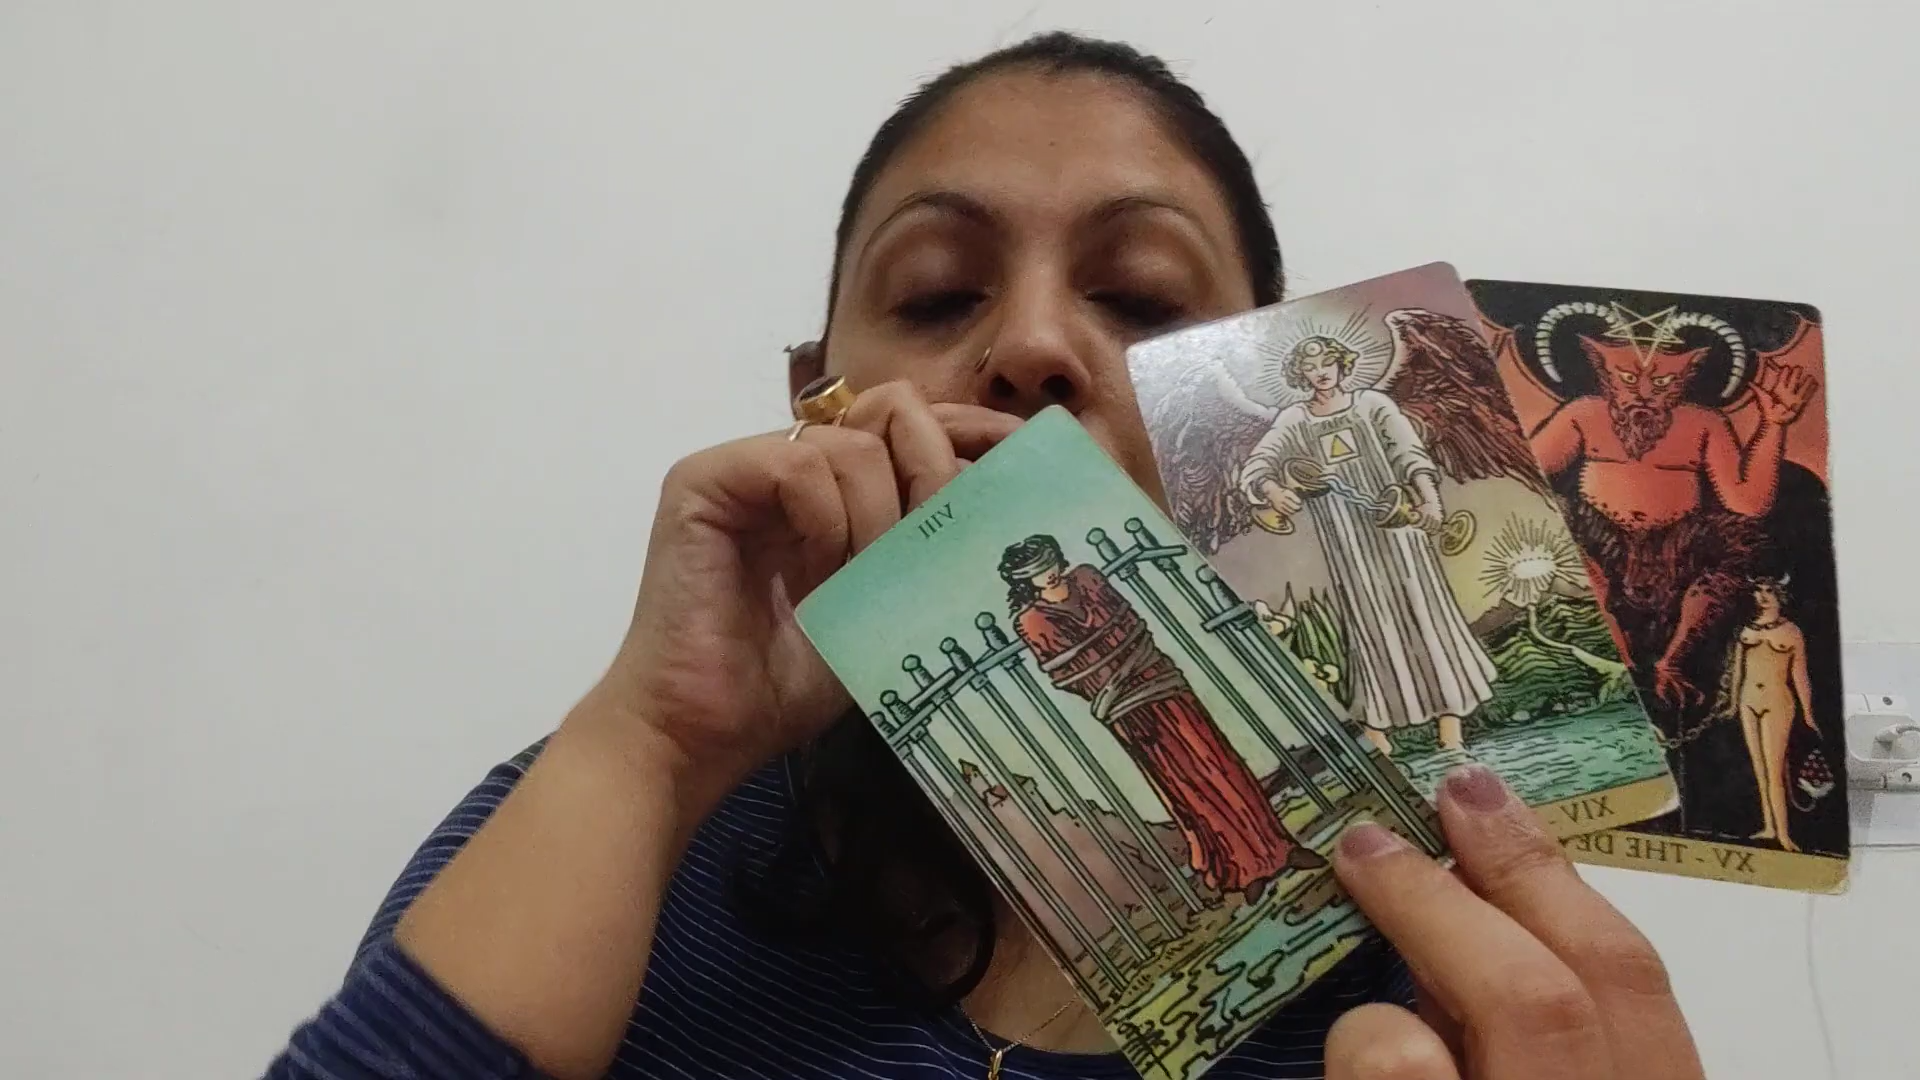 VIII
XIV -
XV - THE DE